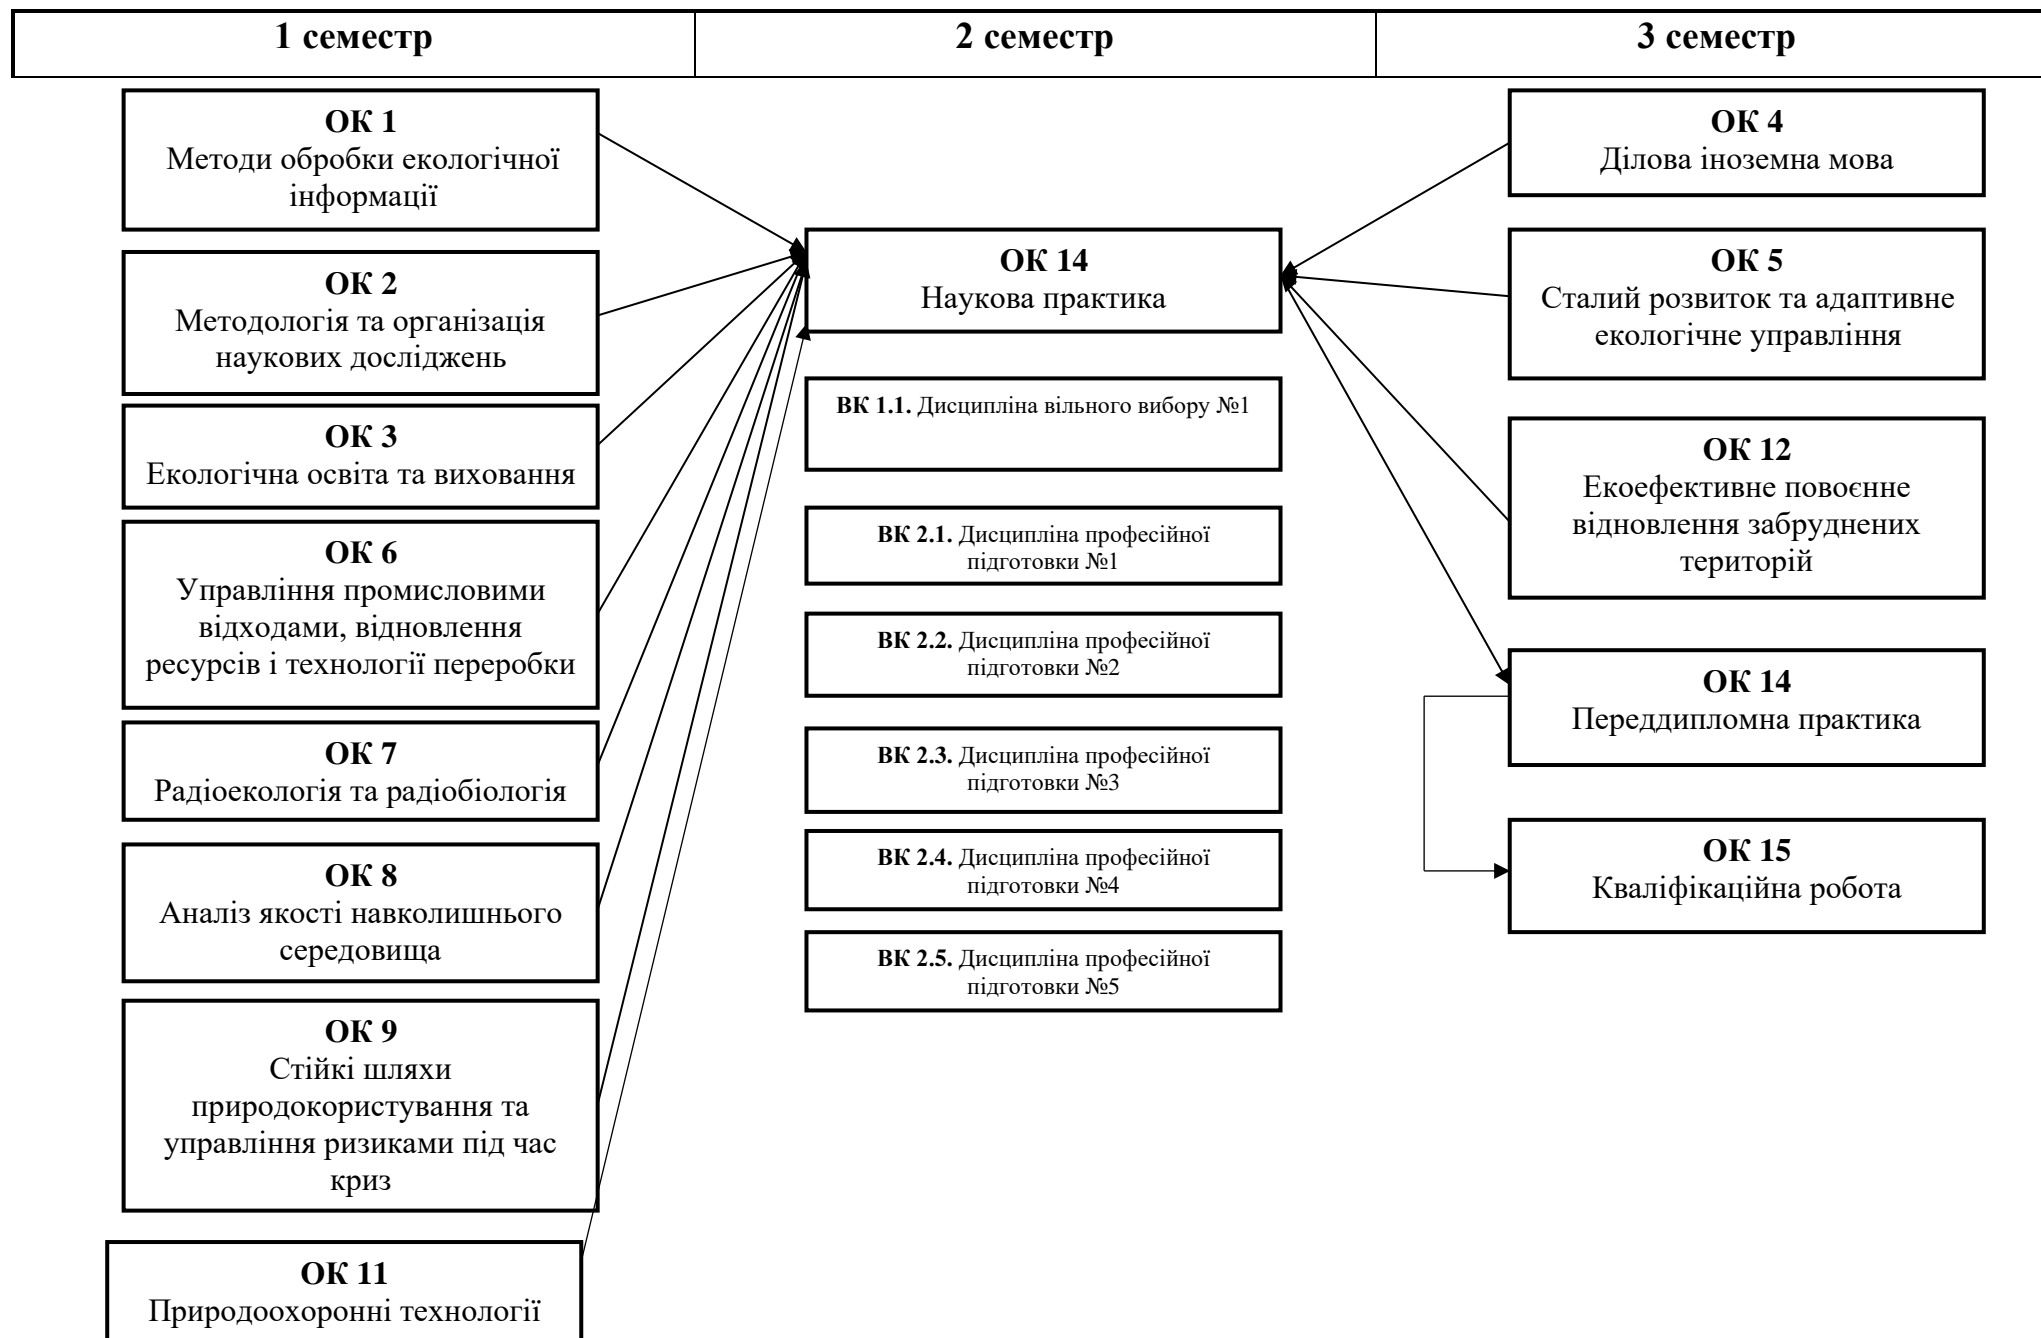 1 семестр
2 семестр
3 семестр
ОК 1
Методи обробки екологічної
інформації
ОК 2
Методологія та організація
наукових досліджень
ОК 3
Екологічна освіта та виховання
ОК 6
Управління промисловими
відходами, відновлення
ресурсів і технології переробки
ОК 7
Радіоекологія та радіобіологія
ОК 8
Аналіз якості навколишнього
середовища
ОК 9
Стійкі шляхи
природокористування та
управління ризиками під час
криз
ОК 11
Природоохоронні технології
ОК 14
Наукова практика
ВК 1.1. Дисципліна вільного вибору №1
ВК 2.1. Дисципліна професійної
підготовки №1
ВК 2.2. Дисципліна професійної
підготовки №2
ВК 2.3. Дисципліна професійної
підготовки №3
ВК 2.4. Дисципліна професійної
підготовки №4
ВК 2.5. Дисципліна професійної
підготовки №5
ОК 4
Ділова іноземна мова
ОК 5
Сталий розвиток та адаптивне
екологічне управління
ОК 12
Екоефективне повоєнне
відновлення забруднених
територій
ОК 14
Переддипломна практика
ОК 15
Кваліфікаційна робота